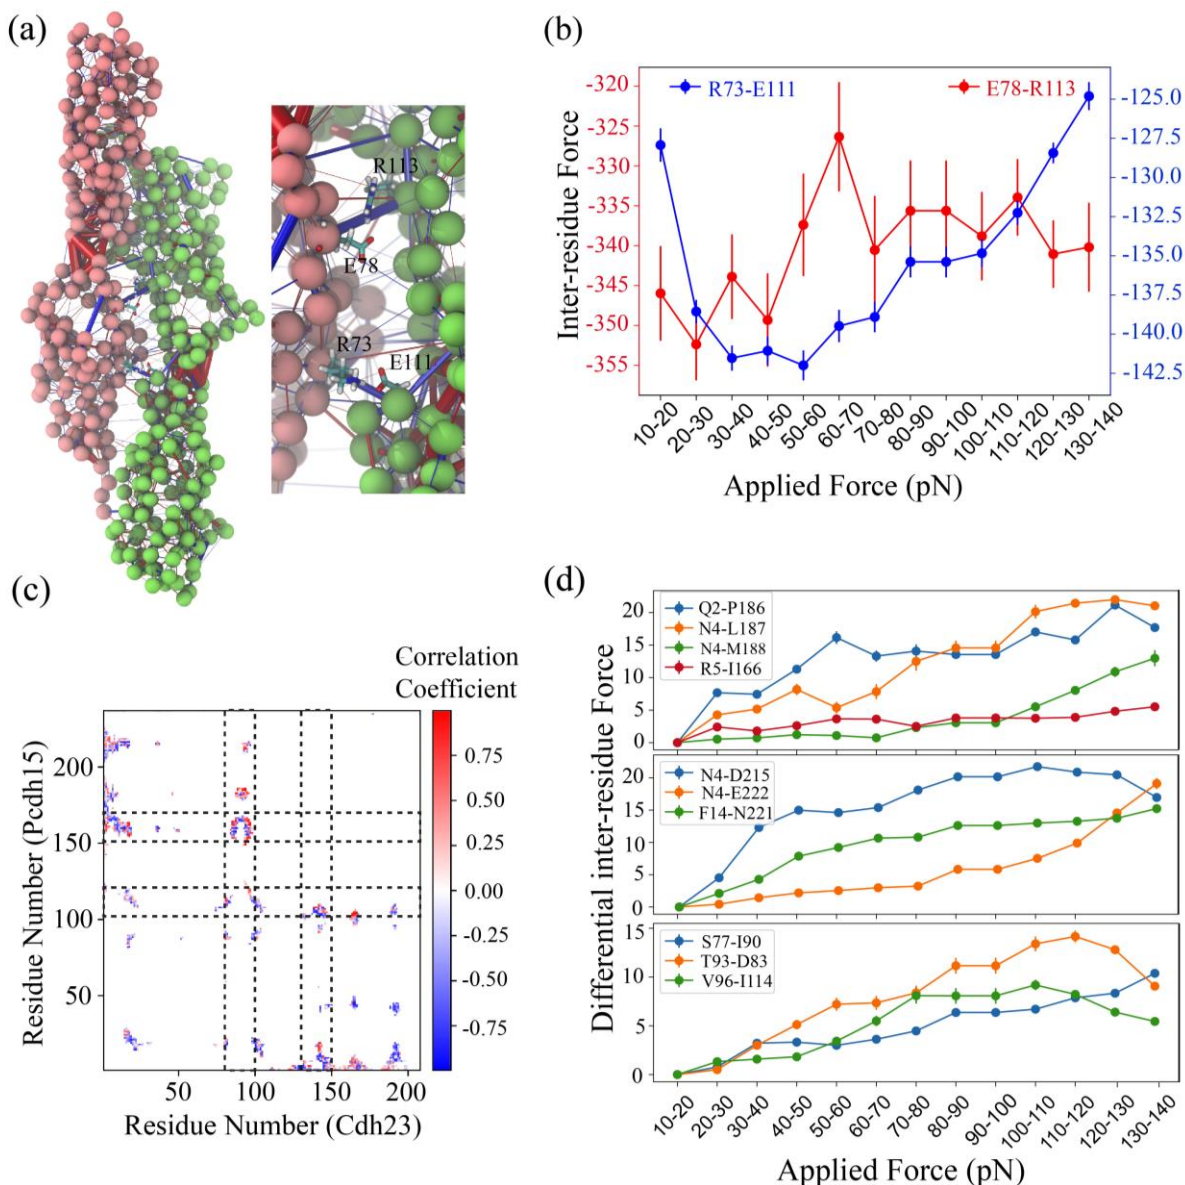 (a)
R113
E78
R73
E111
(b)
R73-E111
E78-R113
Inter-residue Force
-320
-325
-330
-335
-340
-345
-350
-355
-125.0
-127.5
-130.0
-132.5
-135.0
-137.5
-140.0
-142.5
10-20
20-30
30-40
40-50
50-60
60-70
70-80
80-90
90-100
100-110
110-120
120-130
130-140
Applied Force (pN)
(c)
Correlation
Coefficient
Residue Number (Pcdh15)
200
150
100
50
50
100
150
200
Residue Number (Cdh23)
0.75
0.50
0.25
0.00
-0.25
-0.50
-0.75
(d)
Differential inter-residue Force
Q2-P186
N4-L187
N4-M188
R5-I166
20
15
10
5
0
N4-D215
N4-E222
F14-N221
20
15
10
5
0
S77-I90
T93-D83
V96-I114
15
10
5
0
10-20
20-30
30-40
40-50
50-60
60-70
70-80
80-90
90-100
100-110
110-120
120-130
130-140
Applied Force (pN)